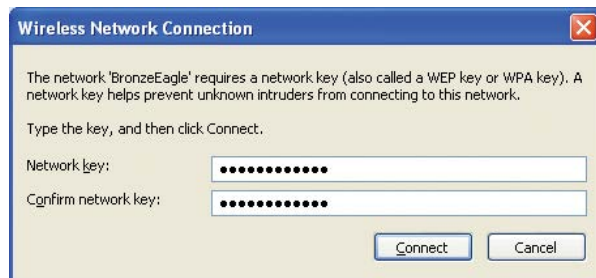 Wireless Network Connection
The network 'BronzeEagle' requires a network key (also called a WEP key or WPA key). A
network key helps prevent unknown intruders from connecting to this network.
Type the key, and then click Connect.
Network key: ••••••••••••
Confirm network key: ••••••••••••
Connect Cancel